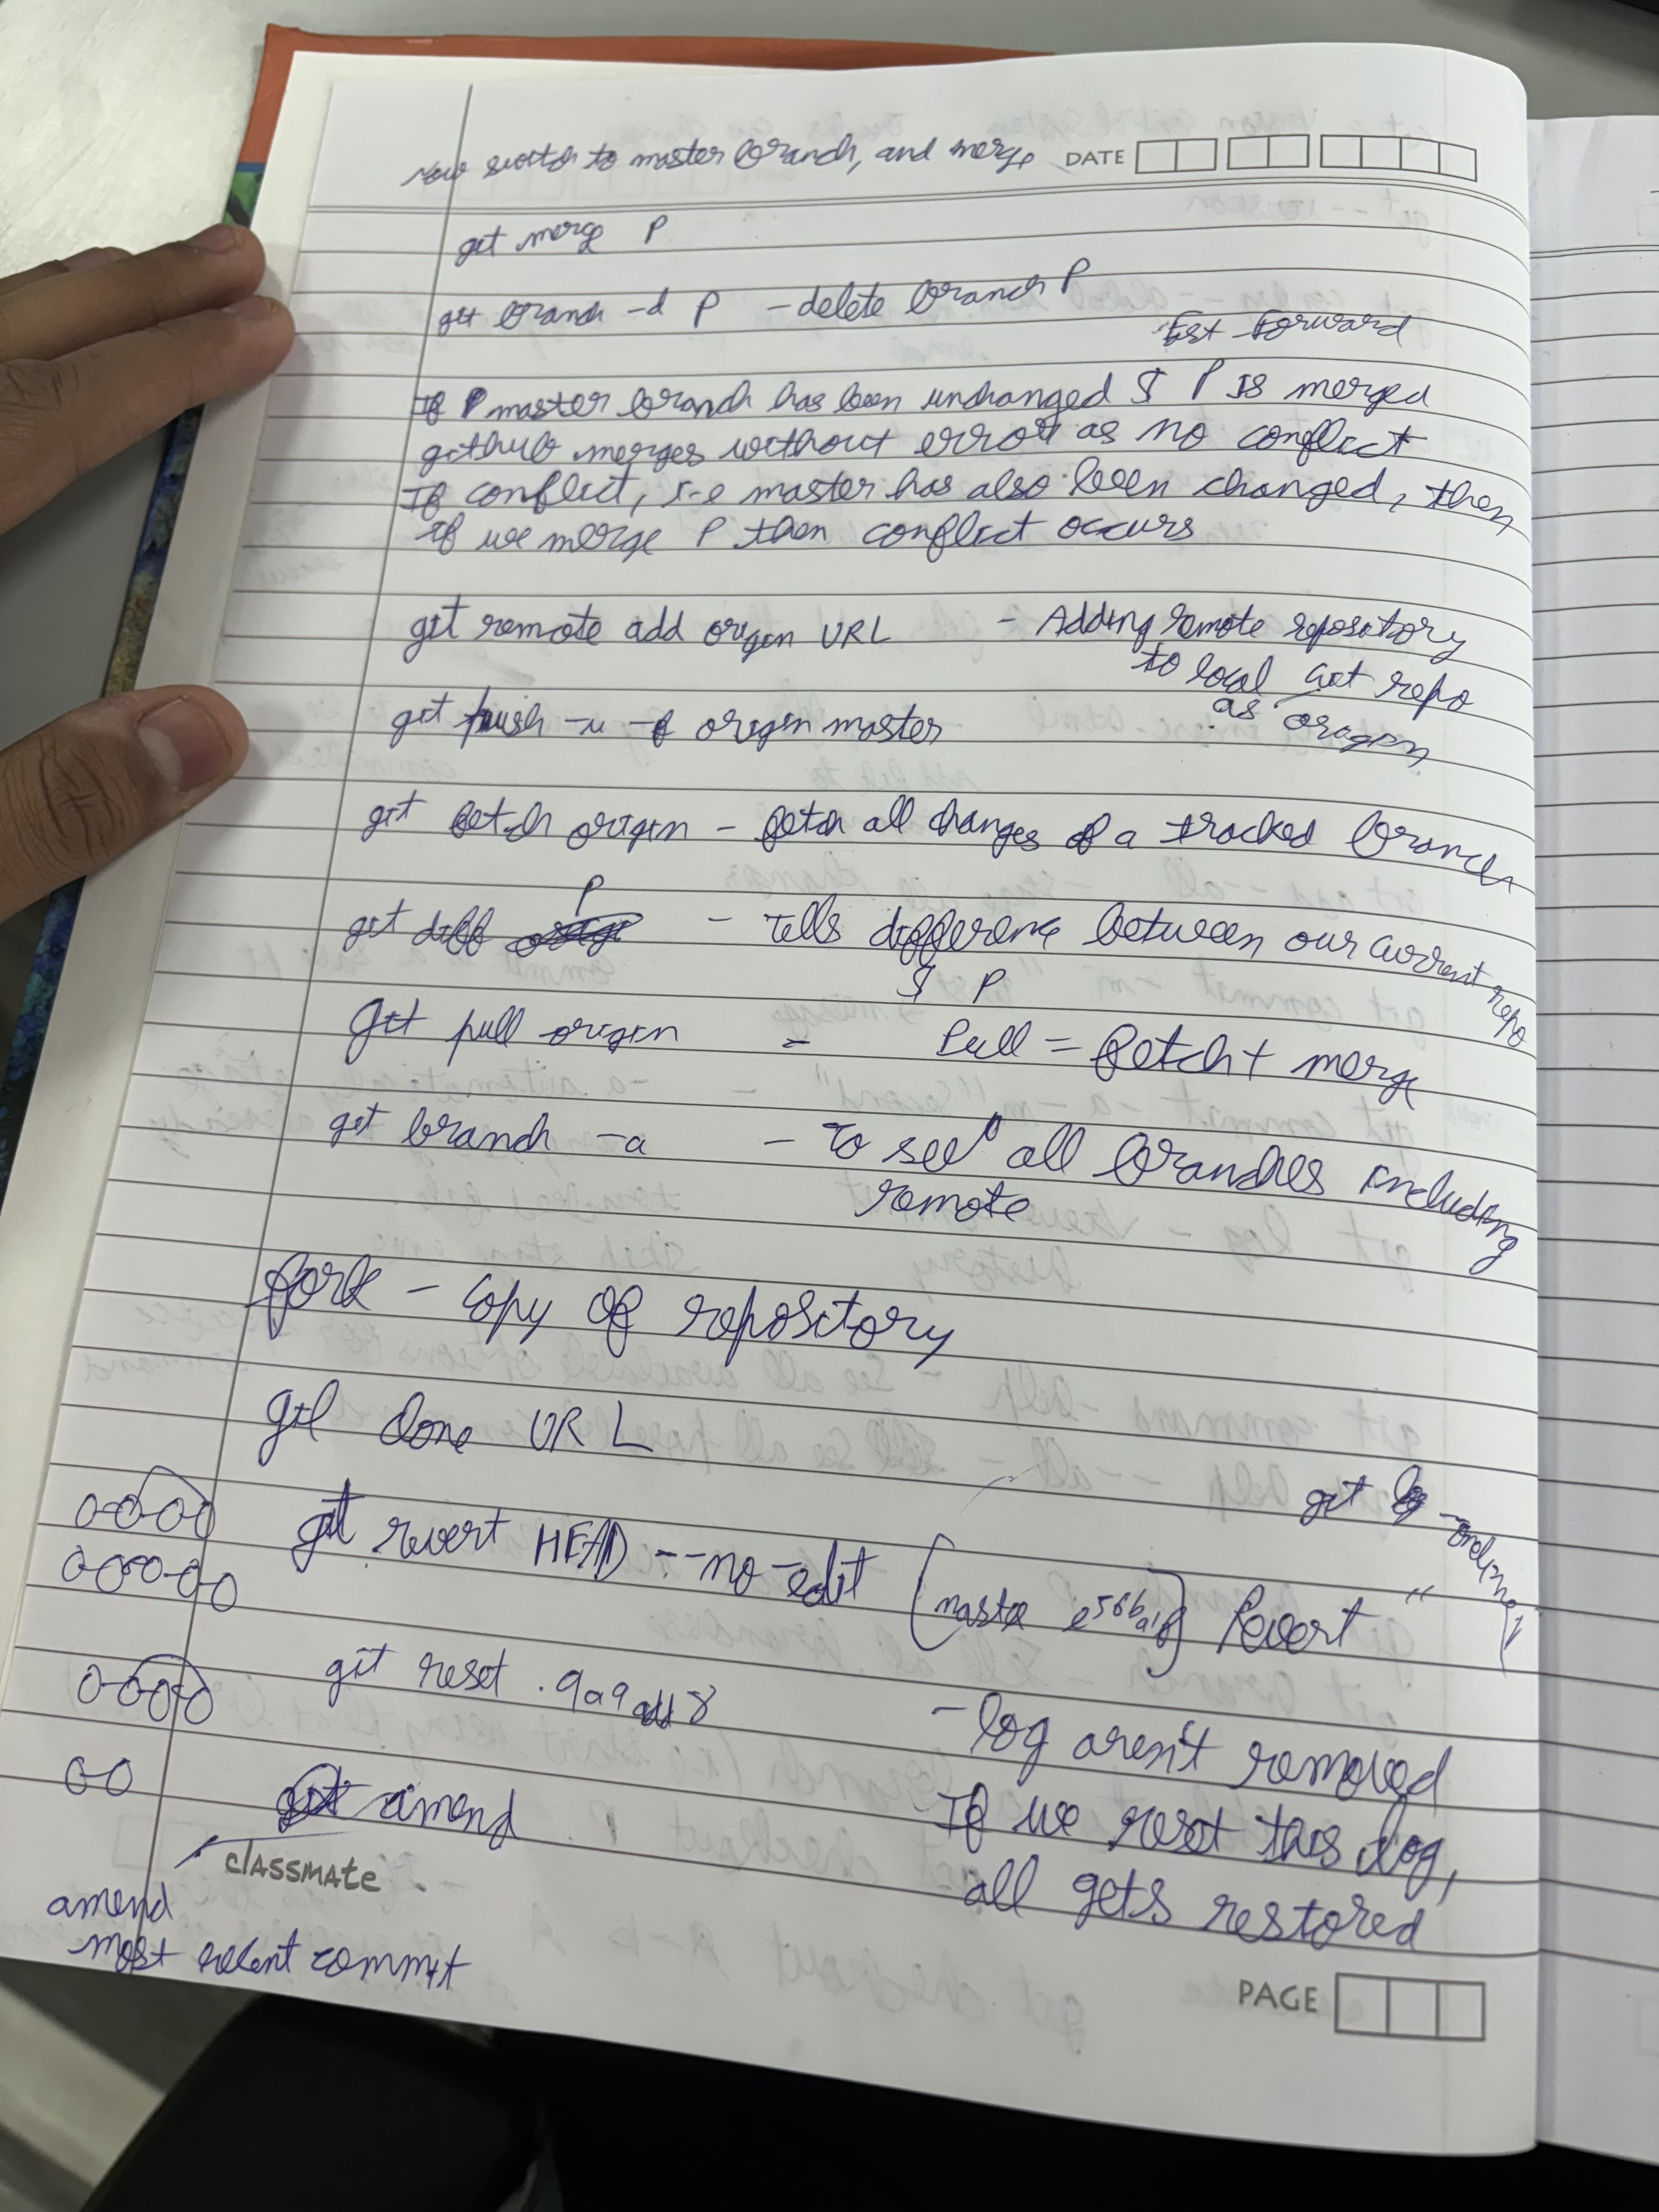 Now switch to master branch, and merge DATE
git merge P
git branch -d P - delete branch P
Fast Forward
If master branch has been unchanged & P is merged
github merges without error as no conflict
If conflict, i-e master has also been changed, then
if we merge P then conflict occurs
git remote add origin URL - Adding remote repository
to local Git repo
as origin
git push -u origin master
git fetch origin - fetch all changes of a tracked branch
P
git diff - Tells difference between our current repo
& P
git pull origin - Pull = fetch + merge
git branch -a - to see all branches including
remote
fork - copy of repository
git clone URL
git log --oneline
git revert HEAD --no-edit [master] Revert "
git reset - log aren't removed
If we reset this log,
all gets restored
git amend
classmate
amend
most recent commit
PAGE